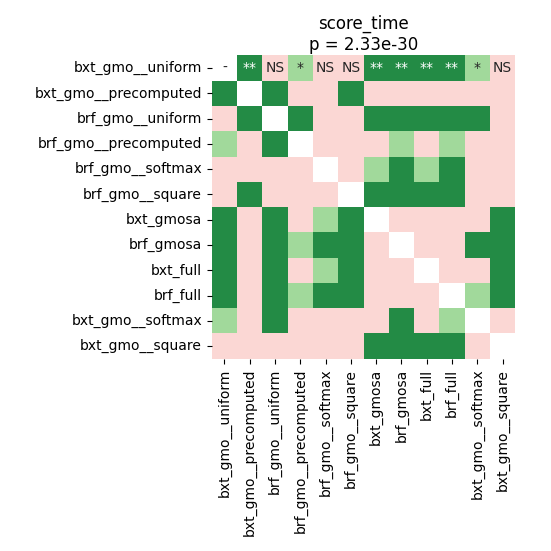 score_time
p = 2.33e-30
bxt_gmo__uniform - ** NS * NS NS ** ** ** ** * NS
bxt_gmo__precomputed
brf_gmo__uniform
brf_gmo__precomputed
brf_gmo__softmax
brf_gmo__square
bxt_gmosa
brf_gmosa
bxt_full
brf_full
bxt_gmo__softmax
bxt_gmo__square
bxt_gmo__uniform
bxt_gmo__precomputed
brf_gmo__uniform
brf_gmo__precomputed
brf_gmo__softmax
brf_gmo__square
bxt_gmosa
brf_gmosa
bxt_full
brf_full
bxt_gmo__softmax
bxt_gmo__square